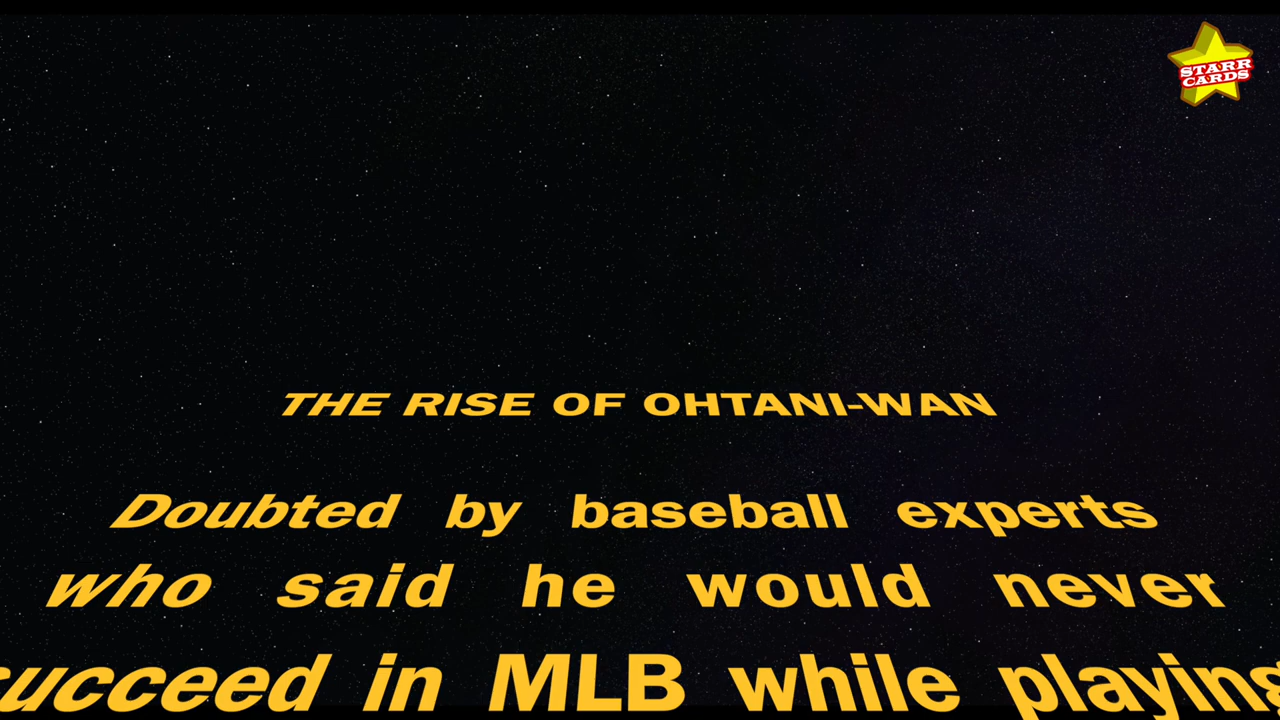 STARR
CARDS
THE RISE OF OHTANI-WAN
Doubted by baseball experts
who said he would never
succeed in MLB while playing